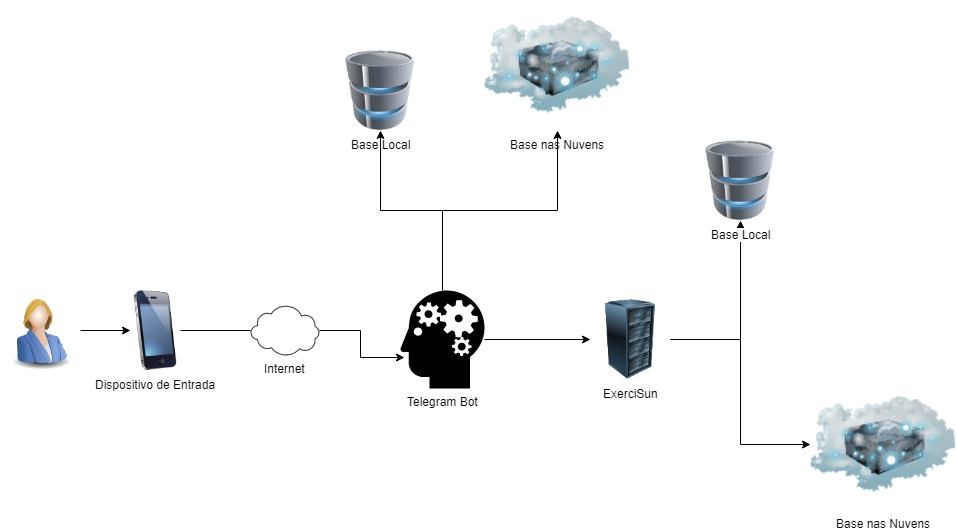 Base Local
Base nas Nuvens
Base Local
Dispositivo de Entrada
Internet
Telegram Bot
ExerciSun
Base nas Nuvens